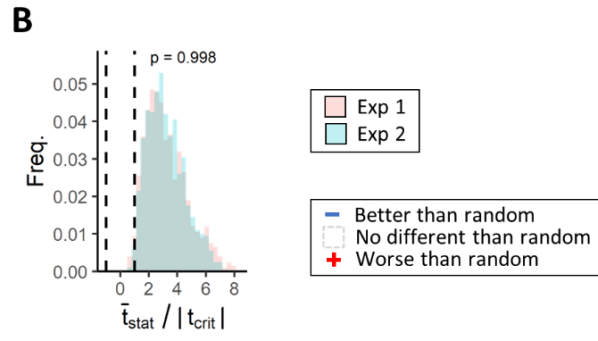 B
p = 0.998
0.05
0.04
0.03
0.02
0.01
0.00
Freq.
0 2 4 6 8
t̄stat / | tcrit |
Exp 1
Exp 2
Better than random
No different than random
Worse than random